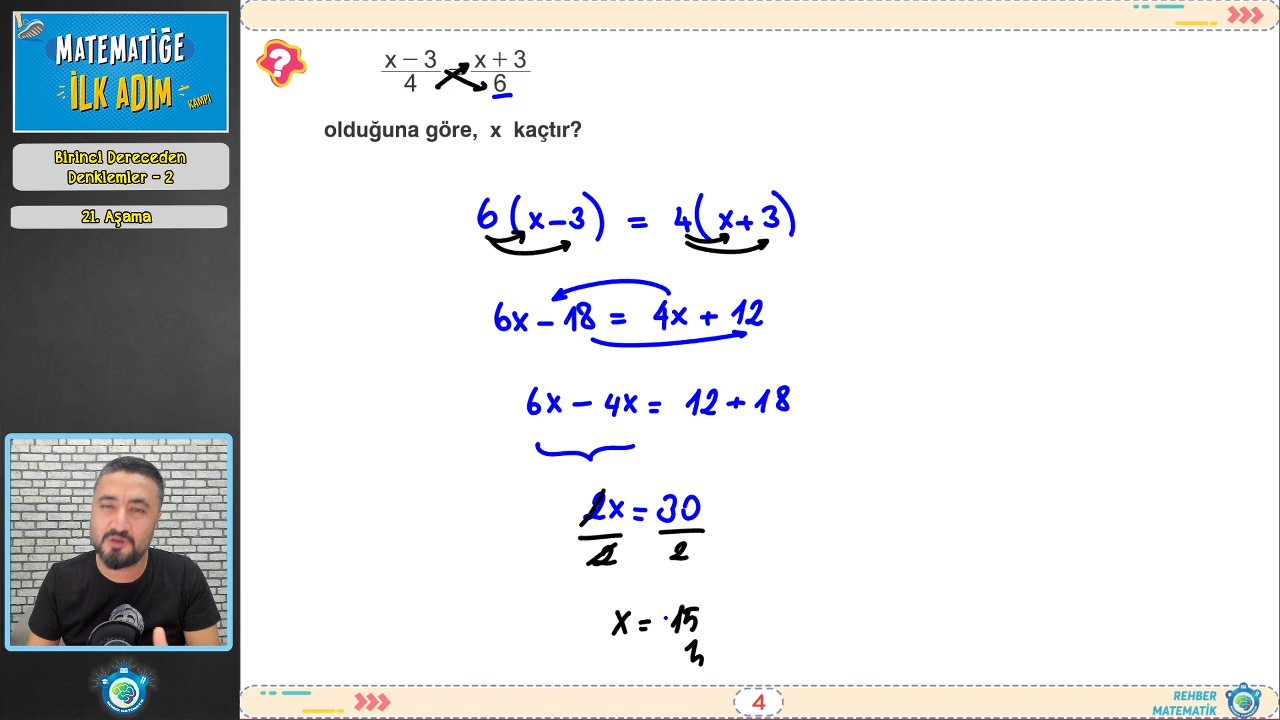 MATEMATİĞE
İLK ADIM
KAMPI
Birinci Dereceden
Denklemler - 2
21. Aşama
x − 3 x + 3
4 6
olduğuna göre, x kaçtır?
6(x-3) = 4(x+3)
6x-18 = 4x+12
6x-4x = 12+18
2x = 30
2 2
x = 15
4
REHBER
MATEMATİK
REHBER MATEMATİK